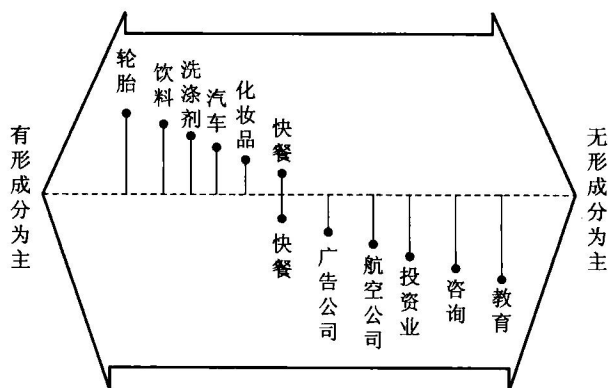 有形成分为主
轮胎
饮料
洗涤剂
汽车
化妆品
快餐
快餐
广告公司
航空公司
投资业
咨询
教育
无形成分为主